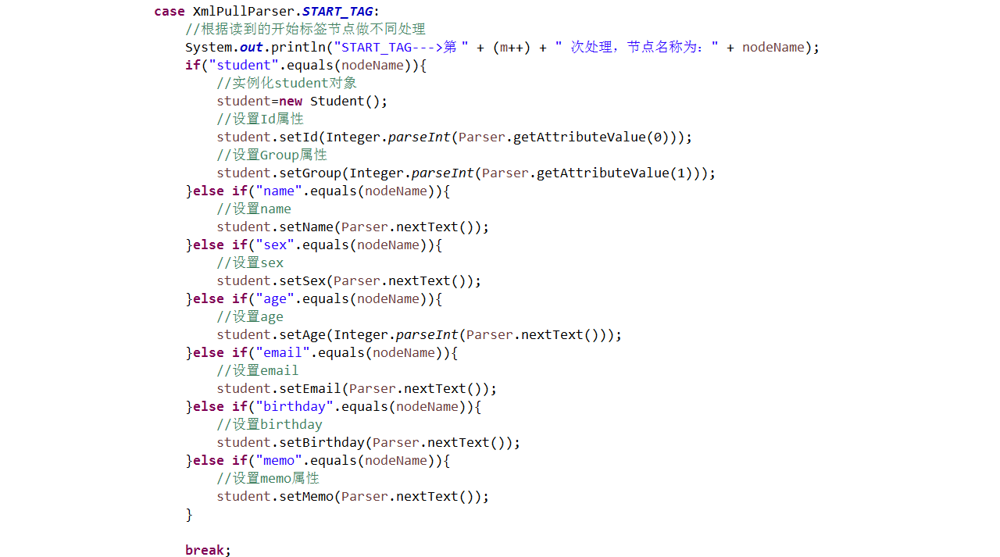 case XmlPullParser.START_TAG:
//根据读到的开始标签节点做不同处理
System.out.println("START_TAG--->第 " + (m++) + " 次处理, 节点名称为: " + nodeName);
if("student".equals(nodeName)){
//实例化student对象
student=new Student();
//设置Id属性
student.setId(Integer.parseInt(Parser.getAttributeValue(0)));
//设置Group属性
student.setGroup(Integer.parseInt(Parser.getAttributeValue(1)));
}else if("name".equals(nodeName)){
//设置name
student.setName(Parser.nextText());
}else if("sex".equals(nodeName)){
//设置sex
student.setSex(Parser.nextText());
}else if("age".equals(nodeName)){
//设置age
student.setAge(Integer.parseInt(Parser.nextText()));
}else if("email".equals(nodeName)){
//设置email
student.setEmail(Parser.nextText());
}else if("birthday".equals(nodeName)){
//设置birthday
student.setBirthday(Parser.nextText());
}else if("memo".equals(nodeName)){
//设置memo属性
student.setMemo(Parser.nextText());
}
break;